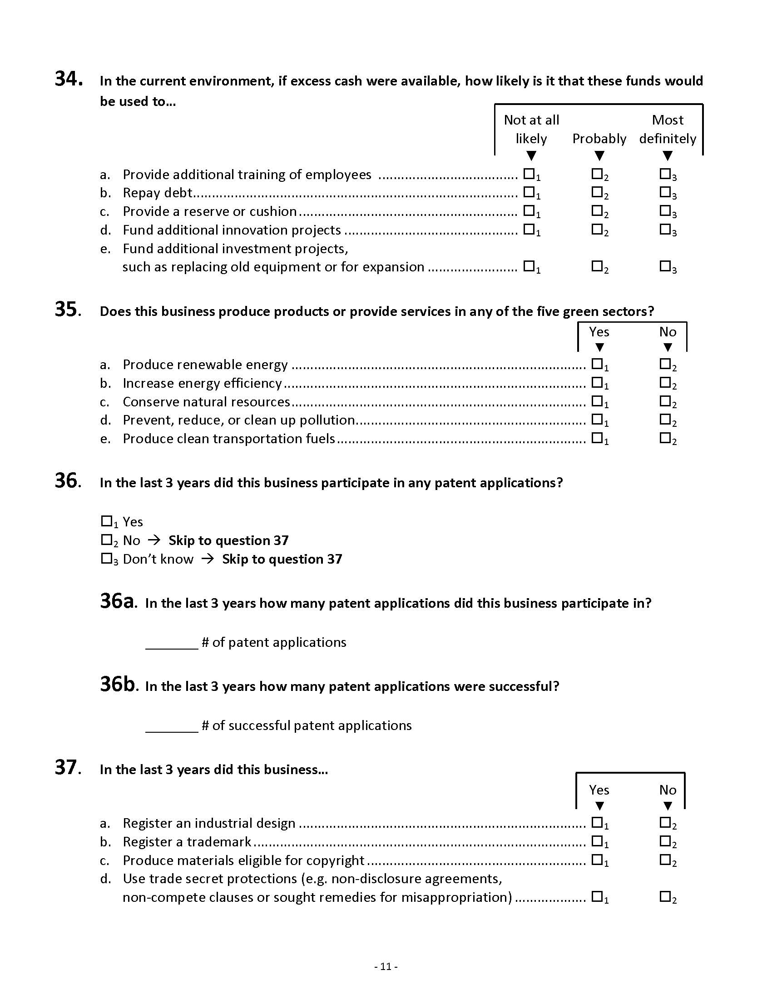 34. In the current environment, if excess cash were available, how likely is it that these funds would
be used to...
Not at all Most
likely Probably definitely
▼ ▼ ▼
a. Provide additional training of employees ..................................... □1 □2 □3
b. Repay debt...................................................................................... □1 □2 □3
c. Provide a reserve or cushion.......................................................... □1 □2 □3
d. Fund additional innovation projects .............................................. □1 □2 □3
e. Fund additional investment projects,
such as replacing old equipment or for expansion ........................ □1 □2 □3
35. Does this business produce products or provide services in any of the five green sectors?
Yes No
▼ ▼
a. Produce renewable energy .............................................................................. □1 □2
b. Increase energy efficiency................................................................................ □1 □2
c. Conserve natural resources.............................................................................. □1 □2
d. Prevent, reduce, or clean up pollution............................................................. □1 □2
e. Produce clean transportation fuels.................................................................. □1 □2
36. In the last 3 years did this business participate in any patent applications?
□1 Yes
□2 No → Skip to question 37
□3 Don’t know → Skip to question 37
36a. In the last 3 years how many patent applications did this business participate in?
_______ # of patent applications
36b. In the last 3 years how many patent applications were successful?
_______ # of successful patent applications
37. In the last 3 years did this business...
Yes No
▼ ▼
a. Register an industrial design ............................................................................ □1 □2
b. Register a trademark........................................................................................ □1 □2
c. Produce materials eligible for copyright.......................................................... □1 □2
d. Use trade secret protections (e.g. non-disclosure agreements,
non-compete clauses or sought remedies for misappropriation) ................... □1 □2
- 11 -